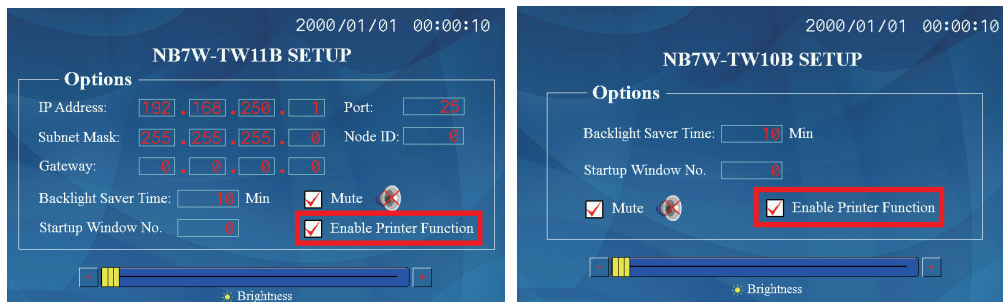 2000/01/01 00:00:10
NB7W-TW11B SETUP
Options
IP Address: 192 . 168 . 250 . 1 Port: 25
Subnet Mask: 255 . 255 . 255 . 0 Node ID: 0
Gateway: 0 . 0 . 0 . 0
Backlight Saver Time: 10 Min Mute
Startup Window No. 0 Enable Printer Function
- +
Brightness
2000/01/01 00:00:10
NB7W-TW10B SETUP
Options
Backlight Saver Time: 10 Min
Startup Window No. 0
Mute Enable Printer Function
- +
Brightness